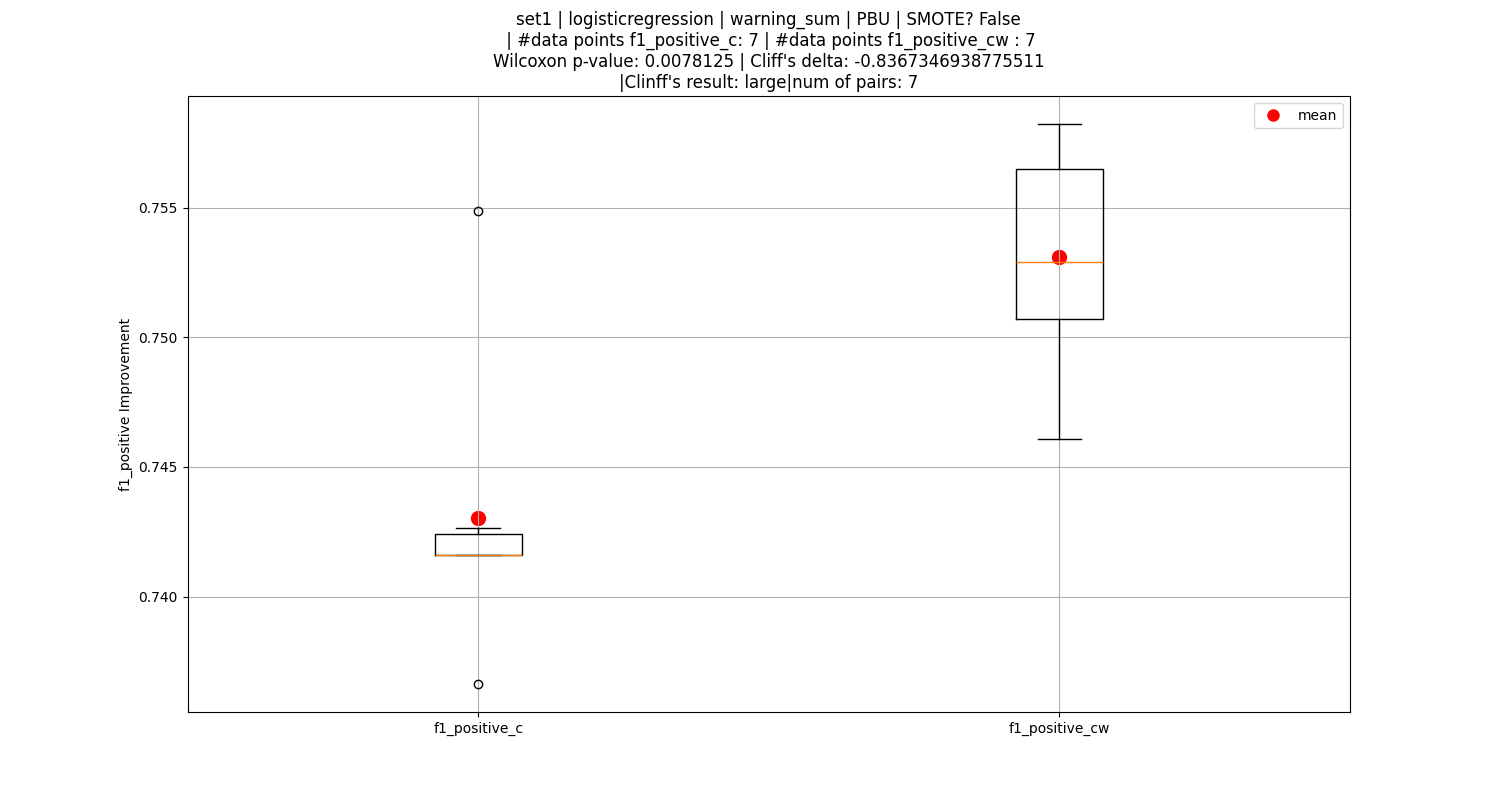 set1 | logisticregression | warning_sum | PBU | SMOTE? False
| #data points f1_positive_c: 7 | #data points f1_positive_cw : 7
Wilcoxon p-value: 0.0078125 | Cliff's delta: -0.8367346938775511
|Clinff's result: large|num of pairs: 7
mean
0.755
0.750
0.745
0.740
f1_positive Improvement
f1_positive_c
f1_positive_cw